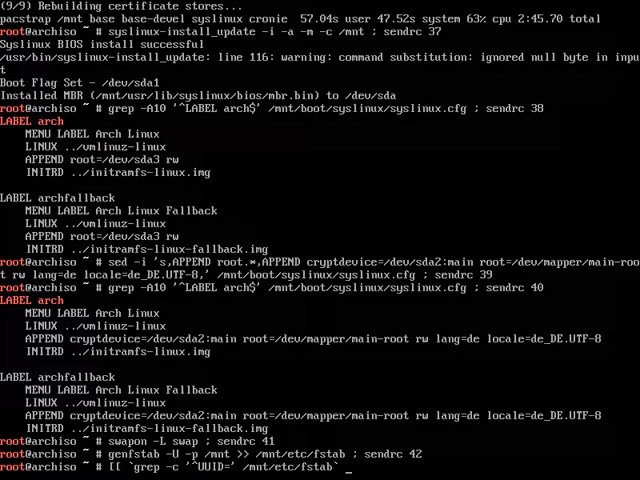 (9/9) Rebuilding certificate stores...
pacstrap /mnt base base-devel syslinux cronie  57.04s user 47.52s system 63% cpu 2:45.70 total
root@archiso ~ # syslinux-install_update -i -a -m -c /mnt ; sendrc 37
Syslinux BIOS install successful
/usr/bin/syslinux-install_update: line 116: warning: command substitution: ignored null byte in inpu
t
Boot Flag Set - /dev/sda1
Installed MBR (/mnt/usr/lib/syslinux/bios/mbr.bin) to /dev/sda
root@archiso ~ # grep -A10 '^LABEL arch$' /mnt/boot/syslinux/syslinux.cfg ; sendrc 38
LABEL arch
    MENU LABEL Arch Linux
    LINUX ../vmlinuz-linux
    APPEND root=/dev/sda3 rw
    INITRD ../initramfs-linux.img

LABEL archfallback
    MENU LABEL Arch Linux Fallback
    LINUX ../vmlinuz-linux
    APPEND root=/dev/sda3 rw
    INITRD ../initramfs-linux-fallback.img
root@archiso ~ # sed -i 's,APPEND root.*,APPEND cryptdevice=/dev/sda2:main root=/dev/mapper/main-roo
t rw lang=de locale=de_DE.UTF-8,' /mnt/boot/syslinux/syslinux.cfg ; sendrc 39
root@archiso ~ # grep -A10 '^LABEL arch$' /mnt/boot/syslinux/syslinux.cfg ; sendrc 40
LABEL arch
    MENU LABEL Arch Linux
    LINUX ../vmlinuz-linux
    APPEND cryptdevice=/dev/sda2:main root=/dev/mapper/main-root rw lang=de locale=de_DE.UTF-8
    INITRD ../initramfs-linux.img

LABEL archfallback
    MENU LABEL Arch Linux Fallback
    LINUX ../vmlinuz-linux
    APPEND cryptdevice=/dev/sda2:main root=/dev/mapper/main-root rw lang=de locale=de_DE.UTF-8
    INITRD ../initramfs-linux-fallback.img
root@archiso ~ # swapon -L swap ; sendrc 41
root@archiso ~ # genfstab -U -p /mnt >> /mnt/etc/fstab ; sendrc 42
root@archiso ~ # [[ `grep -c '^UUID=' /mnt/etc/fstab` _